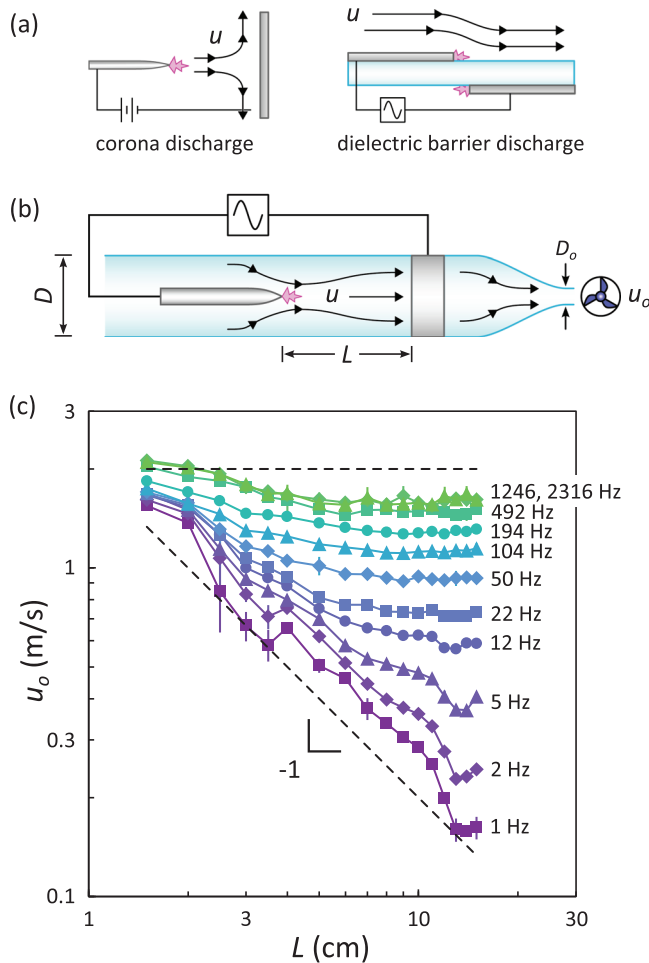 (a)
u
u
corona discharge
dielectric barrier discharge
(b)
D
u
L
D_o
u_o
(c)
3
1
0.3
0.1
u_o (m/s)
1246, 2316 Hz
492 Hz
194 Hz
104 Hz
50 Hz
22 Hz
12 Hz
5 Hz
2 Hz
1 Hz
-1
1
3
10
30
L (cm)